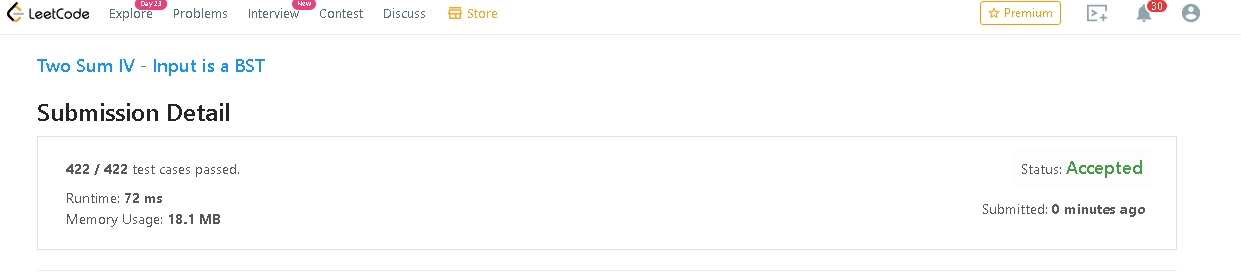 LeetCode Explore Day 23 Problems Interview New Contest Discuss Store Premium 30
Two Sum IV - Input is a BST
Submission Detail
422 / 422 test cases passed.
Status: Accepted
Runtime: 72 ms
Memory Usage: 18.1 MB
Submitted: 0 minutes ago